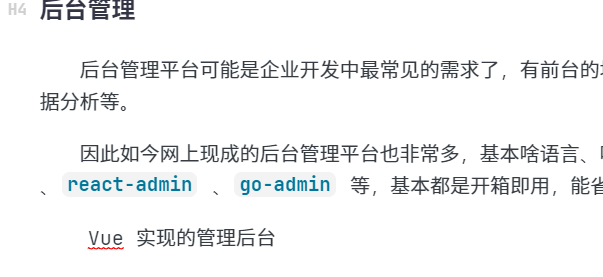 H4 后台管理
后台管理平台可能是企业开发中最常见的需求了，有前台的
据分析等。
因此如今网上现成的后台管理平台也非常多，基本啥语言、
、 react-admin 、 go-admin 等，基本都是开箱即用，能省
Vue 实现的管理后台